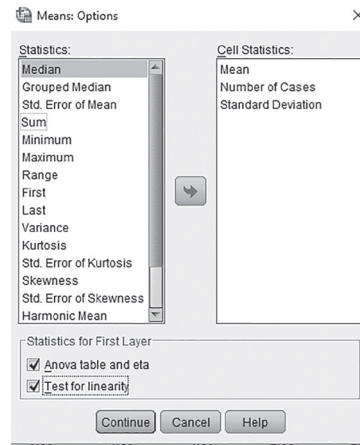 Means: Options
Statistics:
Median
Grouped Median
Std. Error of Mean
Sum
Minimum
Maximum
Range
First
Last
Variance
Kurtosis
Std. Error of Kurtosis
Skewness
Std. Error of Skewness
Harmonic Mean
Cell Statistics:
Mean
Number of Cases
Standard Deviation
Statistics for First Layer
Anova table and eta
Test for linearity
Continue
Cancel
Help